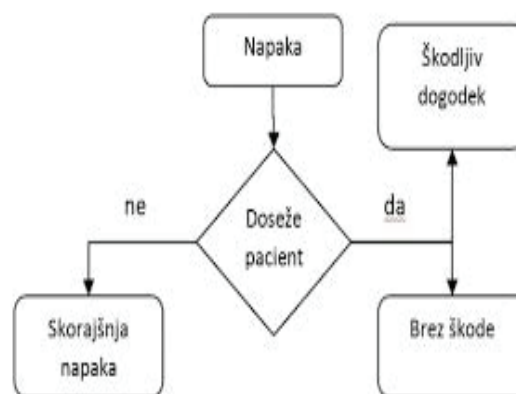 Napaka
Škodljiv
dogodek
ne
Doseže
pacient
da
Skorajšnja
napaka
Brez škode